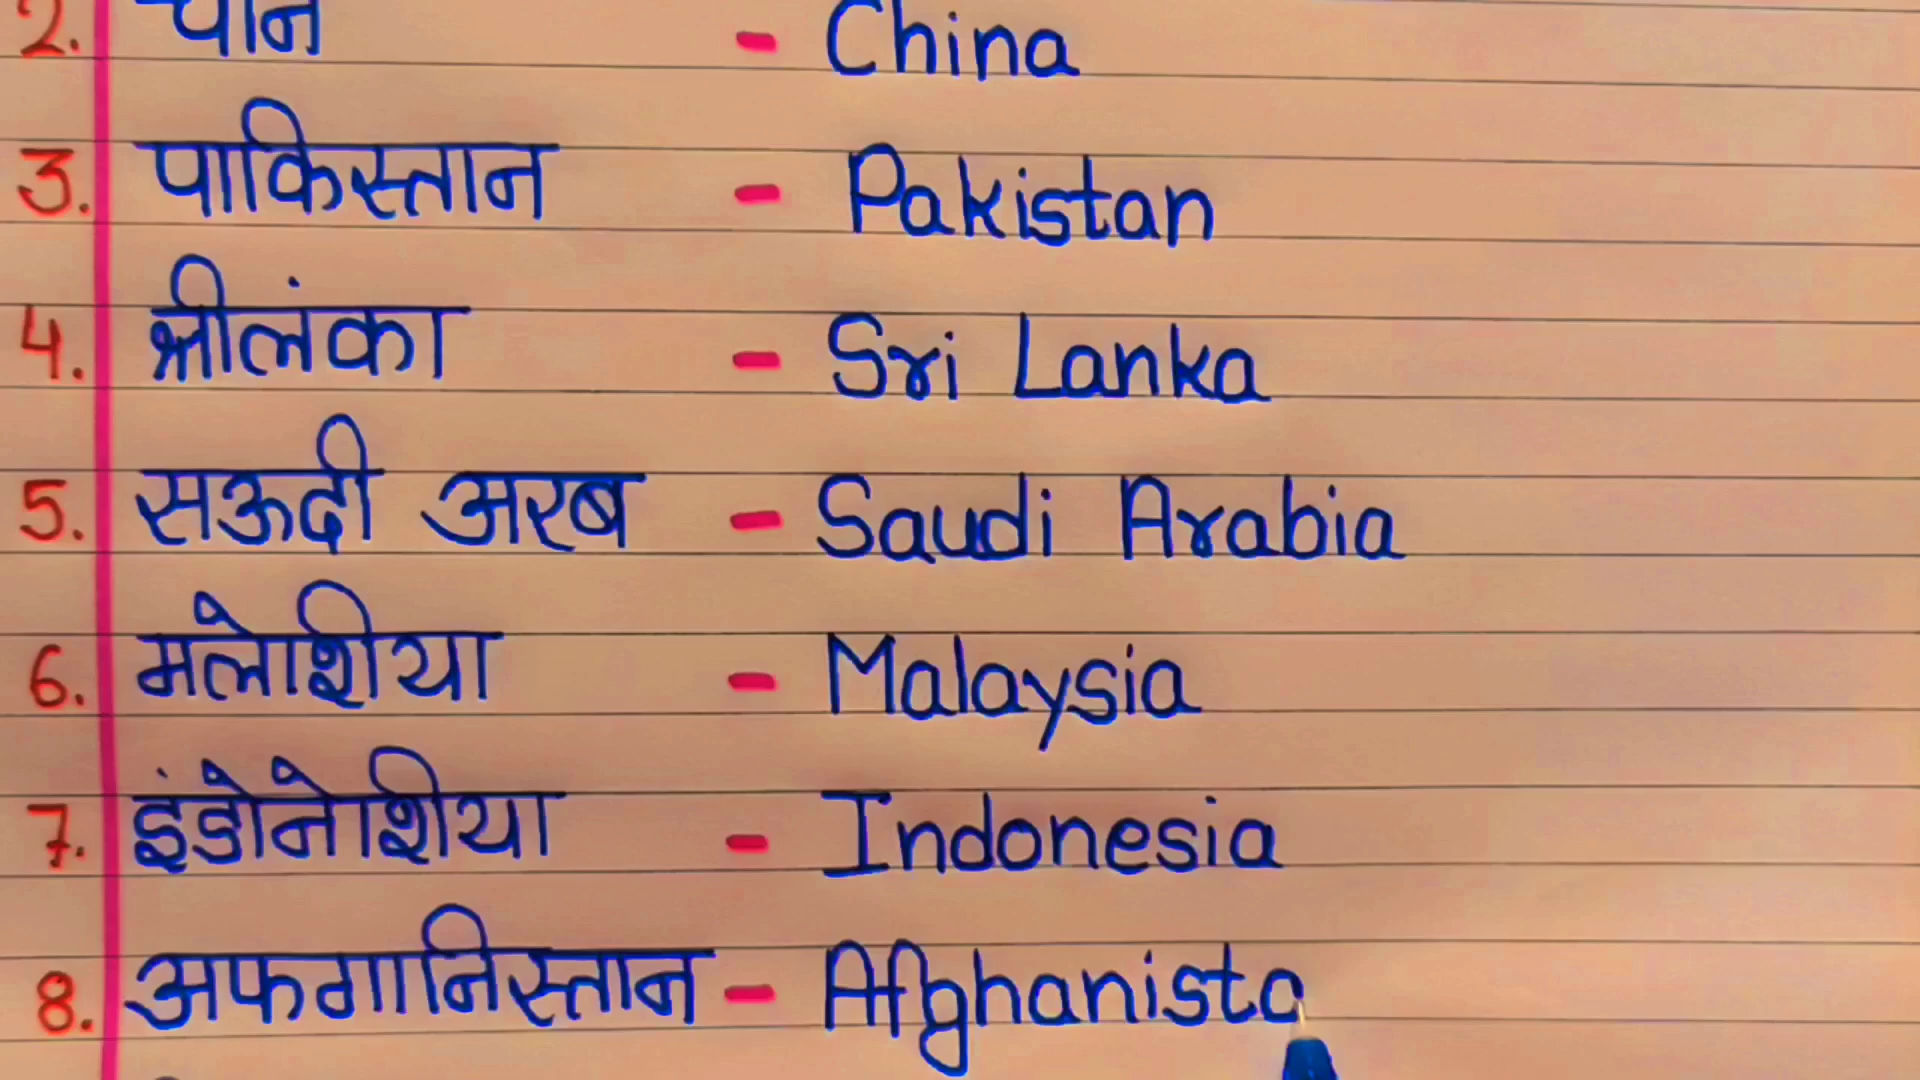 2. चीन - China
3. पाकिस्तान - Pakistan
4. श्रीलंका - Sri Lanka
5. सऊदी अरब - Saudi Arabia
6. मलेशिया - Malaysia
7. इंडोनेशिया - Indonesia
8. अफगानिस्तान - Afghanista